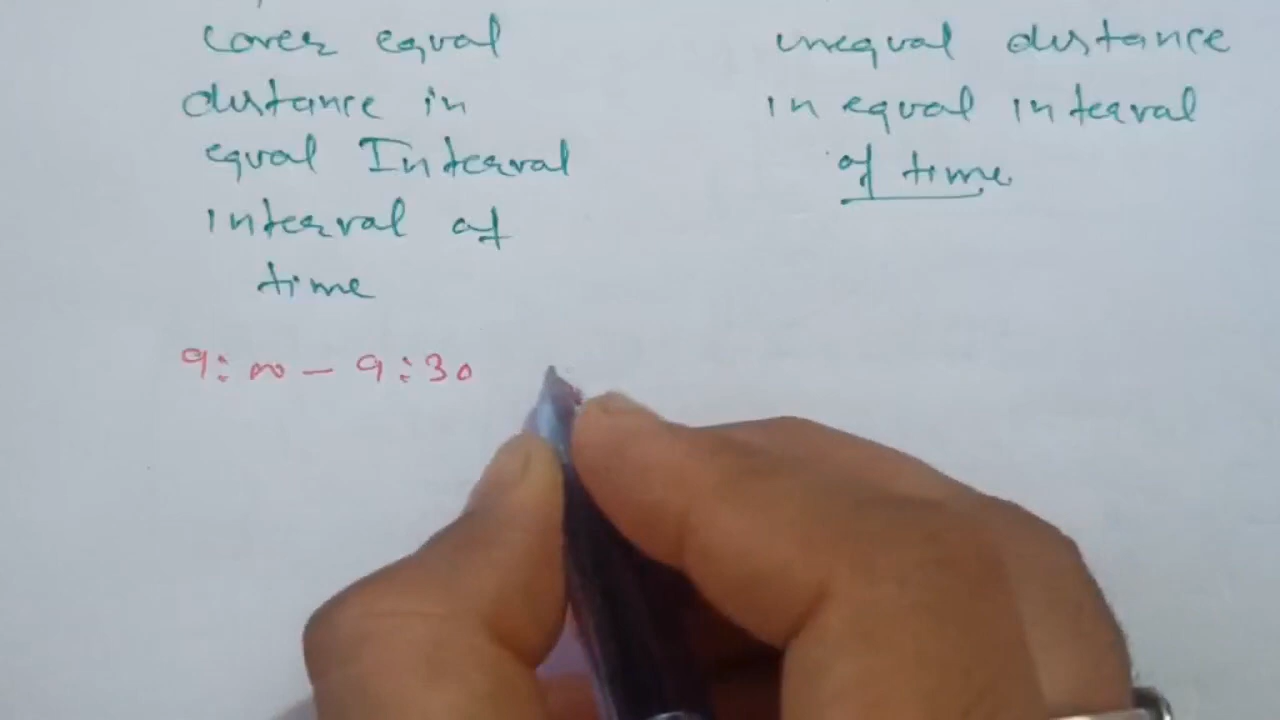 cover equal
distance in
equal Interval
interval of
time
9:00 - 9:30
unequal distance
in equal interval
of time